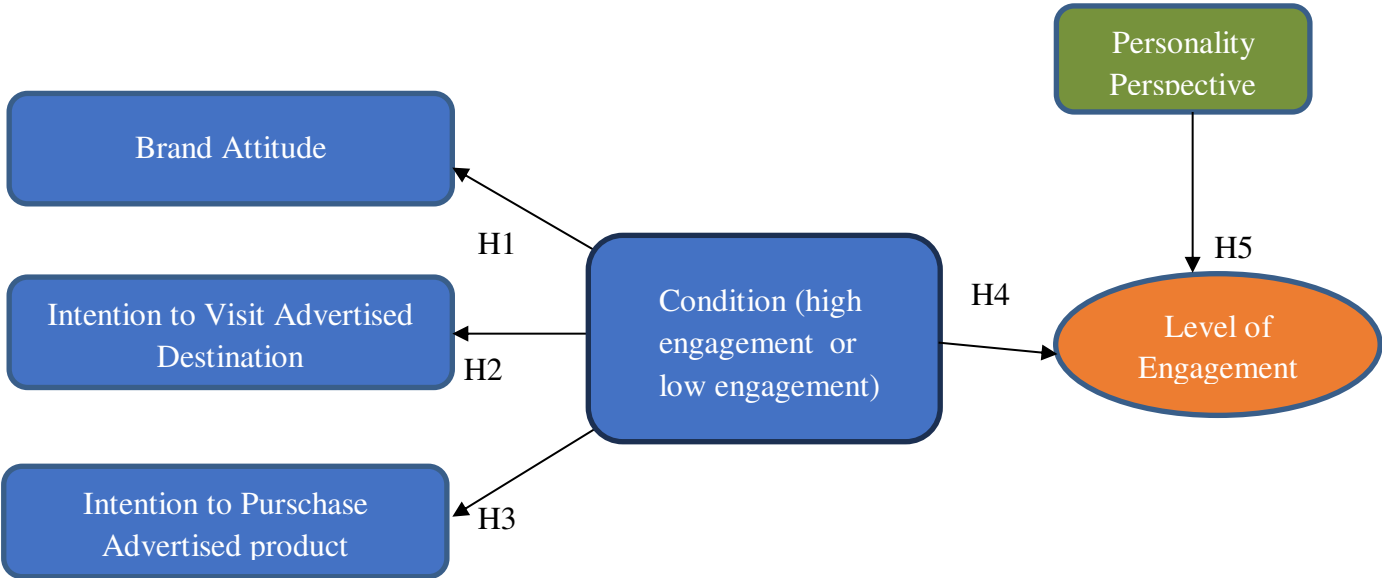 Personality
Perspective
Brand Attitude
H1
H5
Intention to Visit Advertised
Destination
H2
Condition (high
engagement or
low engagement)
H4
Level of
Engagement
Intention to Purschase
Advertised product
H3